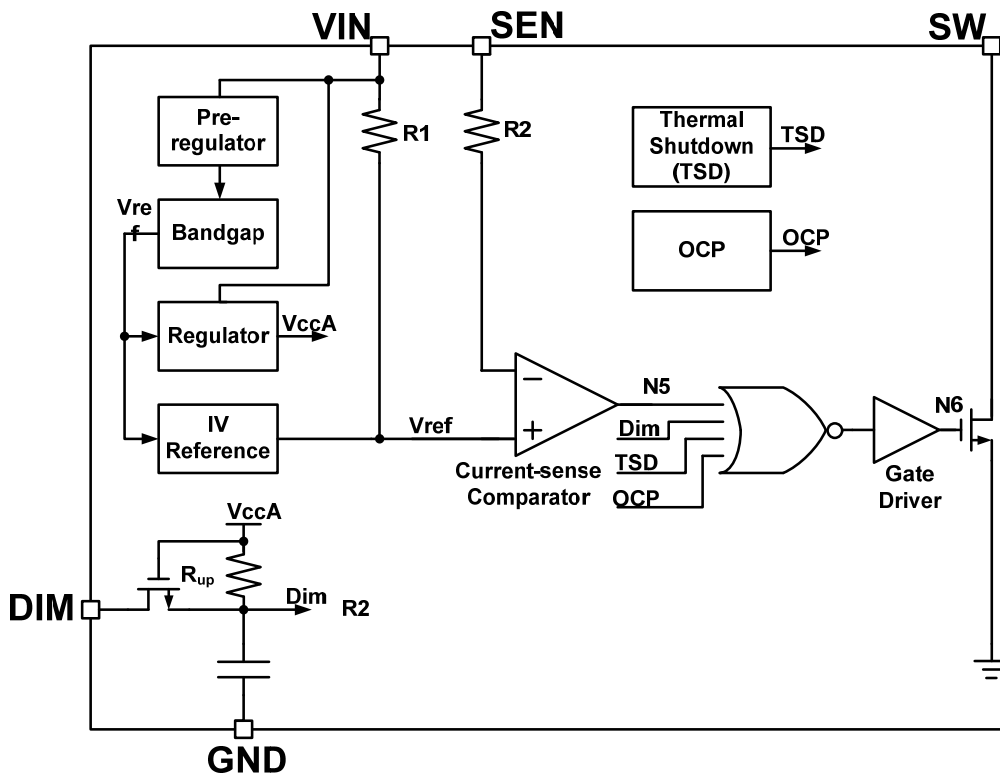 VIN
SEN
SW
Pre-
regulator
R1
R2
Thermal
Shutdown
(TSD)
TSD
Vre
f
Bandgap
OCP
OCP
Regulator
VccA
IV
Reference
Vref
−
+
Current-sense
Comparator
N5
Dim
TSD
OCP
N6
Gate
Driver
VccA
Rup
DIM
Dim
R2
GND